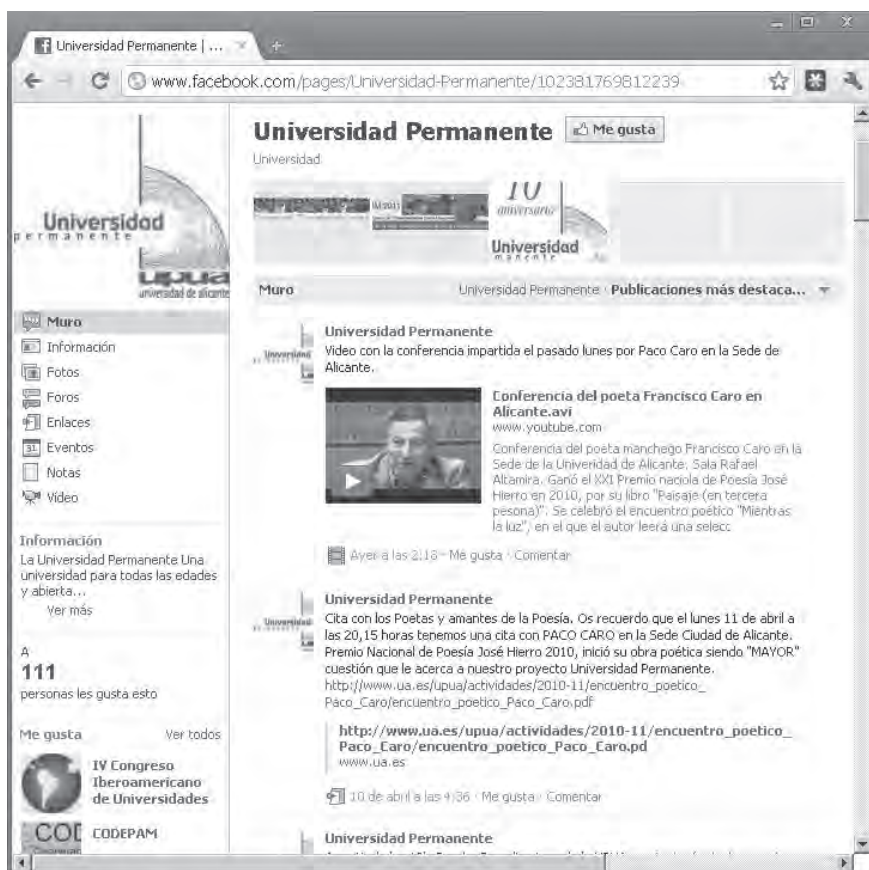 Universidad Permanente | ...
www.facebook.com/pages/Universidad-Permanente/102381769812239
Universidad
permanente
upua
universidad de alicante
Muro
Información
Fotos
Foros
Enlaces
31 Eventos
Notas
Vídeo
Información
La Universidad Permanente Una
universidad para todas las edades
y abierta...
Ver más
A
111
personas les gusta esto
Me gusta Ver todos
IV Congreso
Iberoamericano
de Universidades
COD CODEPAM
Universidad Permanente Me gusta
Universidad
10
aniversario
Universidad
Muro Universidad Permanente · Publicaciones más destaca...
Universidad Permanente
Video con la conferencia impartida el pasado lunes por Paco Caro en la Sede de
Alicante.
Conferencia del poeta Francisco Caro en
Alicante.avi
www.youtube.com
Conferencia del poeta manchego Francisco Caro en la
Sede de la Univeridad de Alicante. Sala Rafael
Altamira. Ganó el XXI Premio naciola de Poesía José
Hierro en 2010, por su libro "Paisaje (en tercera
pesona)". Se celebró el encuentro poético "Mientras
la luz", en el que el autor leerá una selecc
Ayer a las 2:18 · Me gusta · Comentar
Universidad Permanente
Cita con los Poetas y amantes de la Poesía. Os recuerdo que el lunes 11 de abril a
las 20,15 horas tenemos una cita con PACO CARO en la Sede Ciudad de Alicante.
Premio Nacional de Poesía José Hierro 2010, inició su obra poética siendo "MAYOR"
cuestión que le acerca a nuestro proyecto Universidad Permanente.
http://www.ua.es/upua/actividades/2010-11/encuentro_poetico_
Paco_Caro/encuentro_poetico_Paco_Caro.pdf
http://www.ua.es/upua/actividades/2010-11/encuentro_poetico_
Paco_Caro/encuentro_poetico_Paco_Caro.pd
www.ua.es
10 de abril a las 4:36 · Me gusta · Comentar
Universidad Permanente